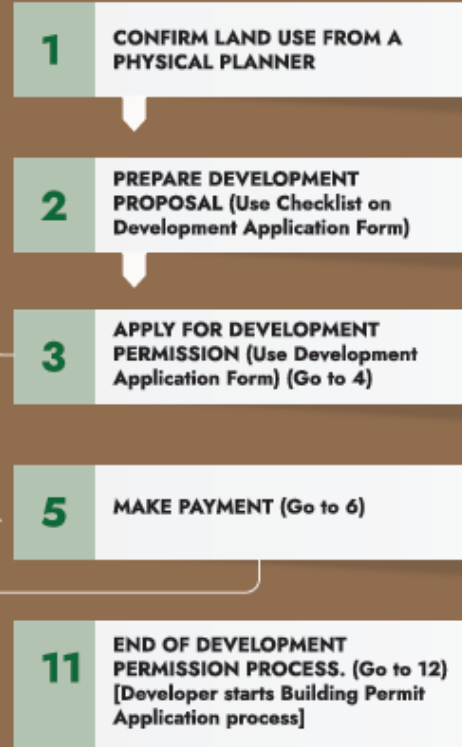 1
CONFIRM LAND USE FROM A
PHYSICAL PLANNER
2
PREPARE DEVELOPMENT
PROPOSAL (Use Checklist on
Development Application Form)
3
APPLY FOR DEVELOPMENT
PERMISSION (Use Development
Application Form) (Go to 4)
5
MAKE PAYMENT (Go to 6)
11
END OF DEVELOPMENT
PERMISSION PROCESS. (Go to 12)
[Developer starts Building Permit
Application process]